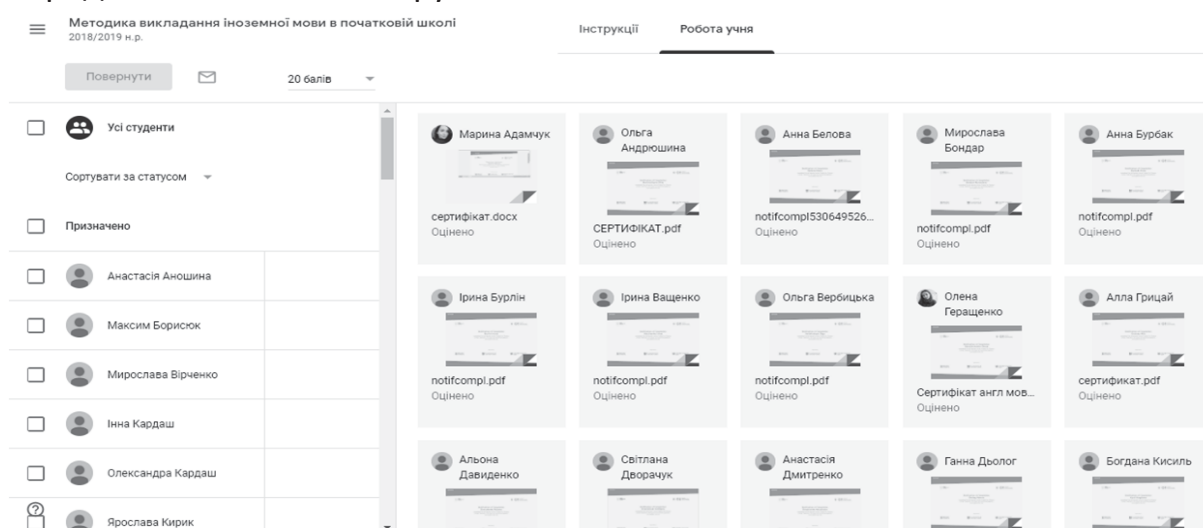 Методика викладання іноземної мови в початковій школі
2018/2019 н.р.
Інструкції
Робота учня
Повернути
20 балів
Усі студенти
Сортувати за статусом
Призначено
Анастасія Аношина
Максим Борисюк
Мирослава Вірченко
Інна Кардаш
Олександра Кардаш
Ярослава Кирик
Марина Адамчук
сертифікат.docx
Оцінено
Ольга
Андрюшина
СЕРТИФІКАТ.pdf
Оцінено
Анна Белова
notifcompl530649526...
Оцінено
Мирослава
Бондар
notifcompl.pdf
Оцінено
Анна Бурбак
notifcompl.pdf
Оцінено
Ірина Бурлін
notifcompl.pdf
Оцінено
Ірина Ващенко
notifcompl.pdf
Оцінено
Ольга Вербицька
notifcompl.pdf
Оцінено
Олена
Геращенко
Сертифікат англ мов...
Оцінено
Алла Грицай
сертификат.pdf
Оцінено
Альона
Давиденко
Світлана
Дворачук
Анастасія
Дмитренко
Ганна Дьолог
Богдана Кисиль